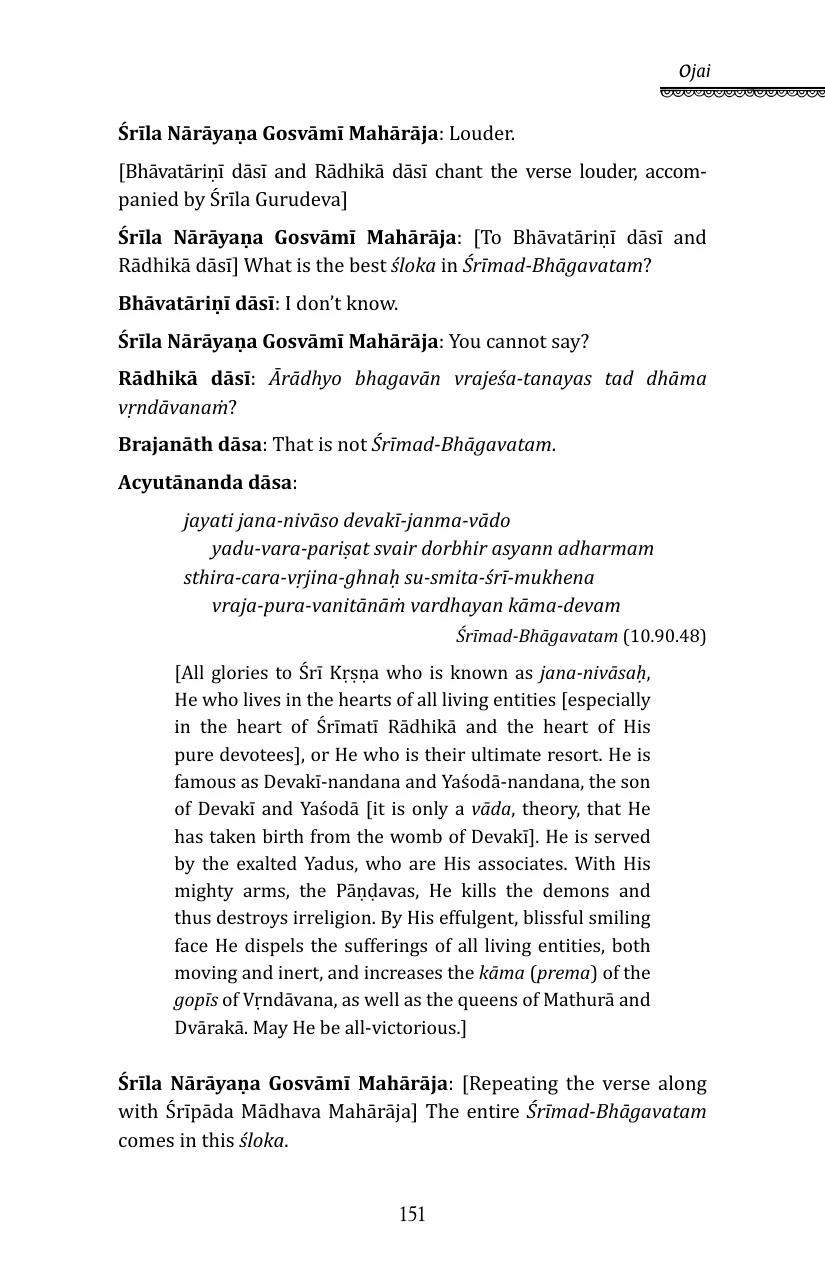 Ojai
Śrīla Nārāyaṇa Gosvāmī Mahārāja: Louder.
[Bhāvatāriṇī dāsī and Rādhikā dāsī chant the verse louder, accom-
panied by Śrīla Gurudeva]
Śrīla Nārāyaṇa Gosvāmī Mahārāja: [To Bhāvatāriṇī dāsī and
Rādhikā dāsī] What is the best śloka in Śrīmad-Bhāgavatam?
Bhāvatāriṇī dāsī: I don’t know.
Śrīla Nārāyaṇa Gosvāmī Mahārāja: You cannot say?
Rādhikā dāsī: Ārādhyo bhagavān vrajeśa-tanayas tad dhāma
vṛndāvanaṁ?
Brajanāth dāsa: That is not Śrīmad-Bhāgavatam.
Acyutānanda dāsa:
jayati jana-nivāso devakī-janma-vādo
yadu-vara-pariṣat svair dorbhir asyann adharmam
sthira-cara-vṛjina-ghnaḥ su-smita-śrī-mukhena
vraja-pura-vanitānāṁ vardhayan kāma-devam
Śrīmad-Bhāgavatam (10.90.48)
[All glories to Śrī Kṛṣṇa who is known as jana-nivāsaḥ,
He who lives in the hearts of all living entities [especially
in the heart of Śrīmatī Rādhikā and the heart of His
pure devotees], or He who is their ultimate resort. He is
famous as Devakī-nandana and Yaśodā-nandana, the son
of Devakī and Yaśodā [it is only a vāda, theory, that He
has taken birth from the womb of Devakī]. He is served
by the exalted Yadus, who are His associates. With His
mighty arms, the Pāṇḍavas, He kills the demons and
thus destroys irreligion. By His effulgent, blissful smiling
face He dispels the sufferings of all living entities, both
moving and inert, and increases the kāma (prema) of the
gopīs of Vṛndāvana, as well as the queens of Mathurā and
Dvārakā. May He be all-victorious.]
Śrīla Nārāyaṇa Gosvāmī Mahārāja: [Repeating the verse along
with Śrīpāda Mādhava Mahārāja] The entire Śrīmad-Bhāgavatam
comes in this śloka.
151